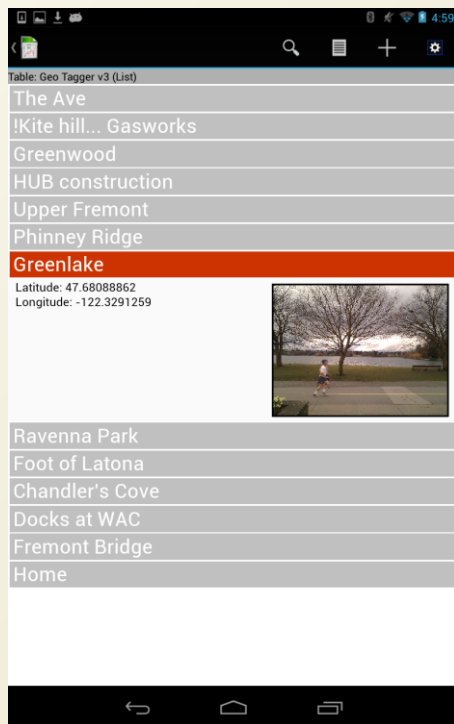 4:59
Table: Geo Tagger v3 (List)
The Ave
!Kite hill... Gasworks
Greenwood
HUB construction
Upper Fremont
Phinney Ridge
Greenlake
Latitude: 47.68088862
Longitude: -122.3291259
Ravenna Park
Foot of Latona
Chandler's Cove
Docks at WAC
Fremont Bridge
Home